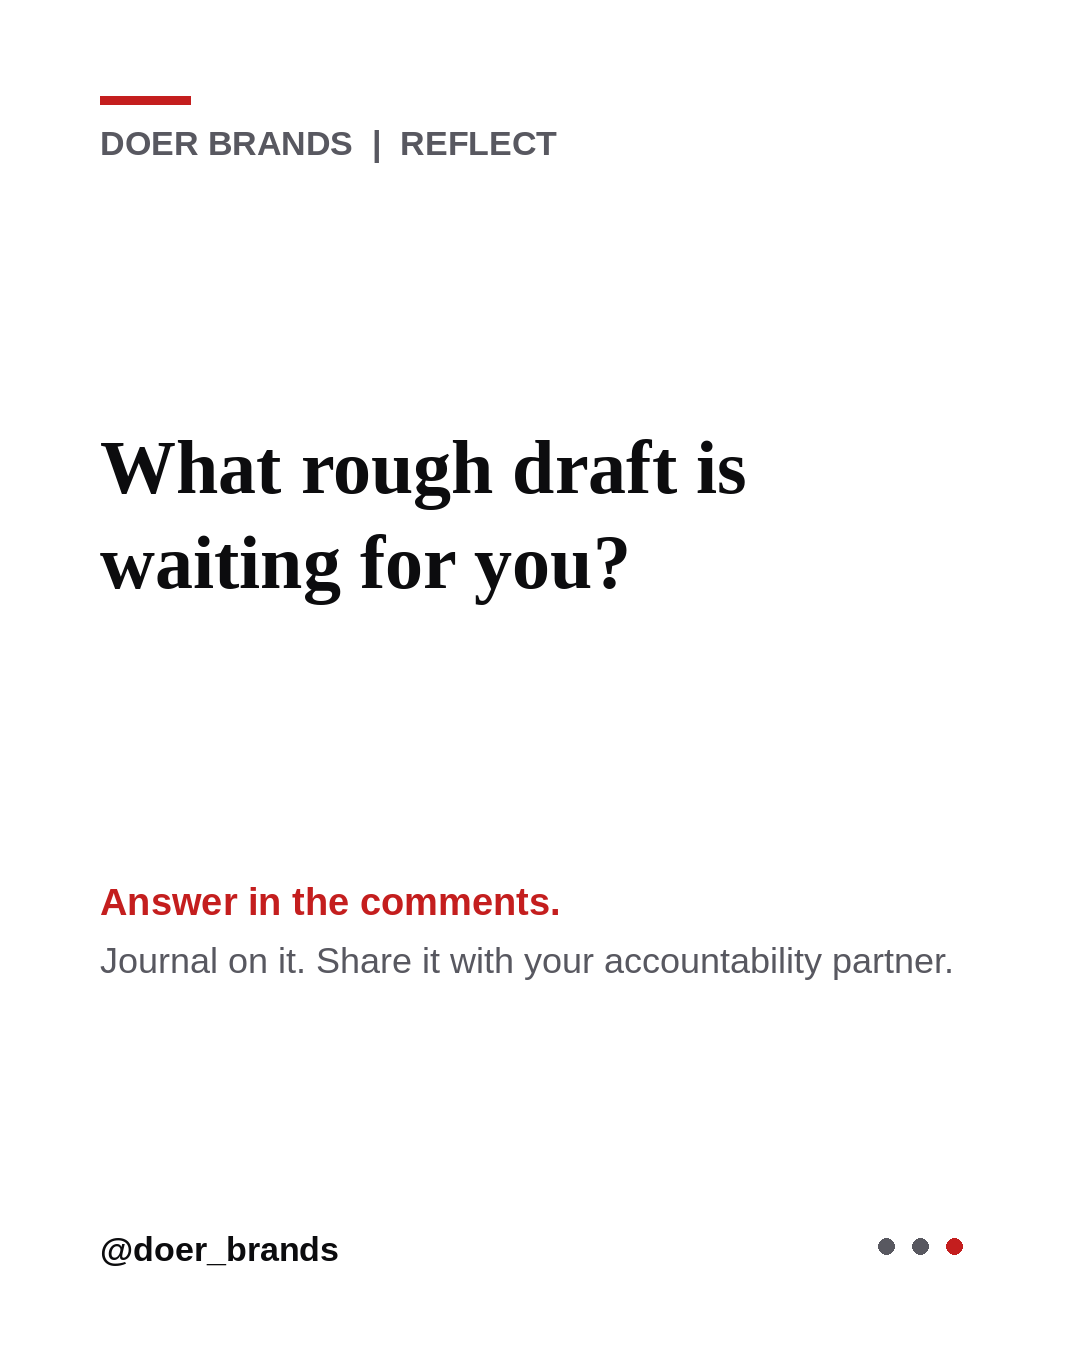 DOER BRANDS | REFLECT
What rough draft is
waiting for you?
Answer in the comments.
Journal on it. Share it with your accountability partner.
@doer_brands